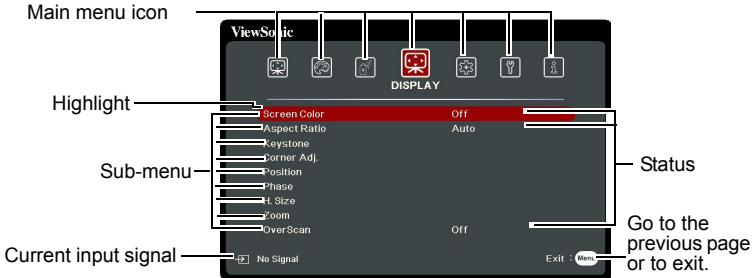 Main menu icon
ViewSonic
DISPLAY
Highlight
Screen Color Off
Aspect Ratio Auto
Keystone
Corner Adj.
Sub-menu
Position
Status
Phase
H. Size
Zoom
OverScan Off
Current input signal
No Signal
Exit : Menu
Go to the
previous page
or to exit.